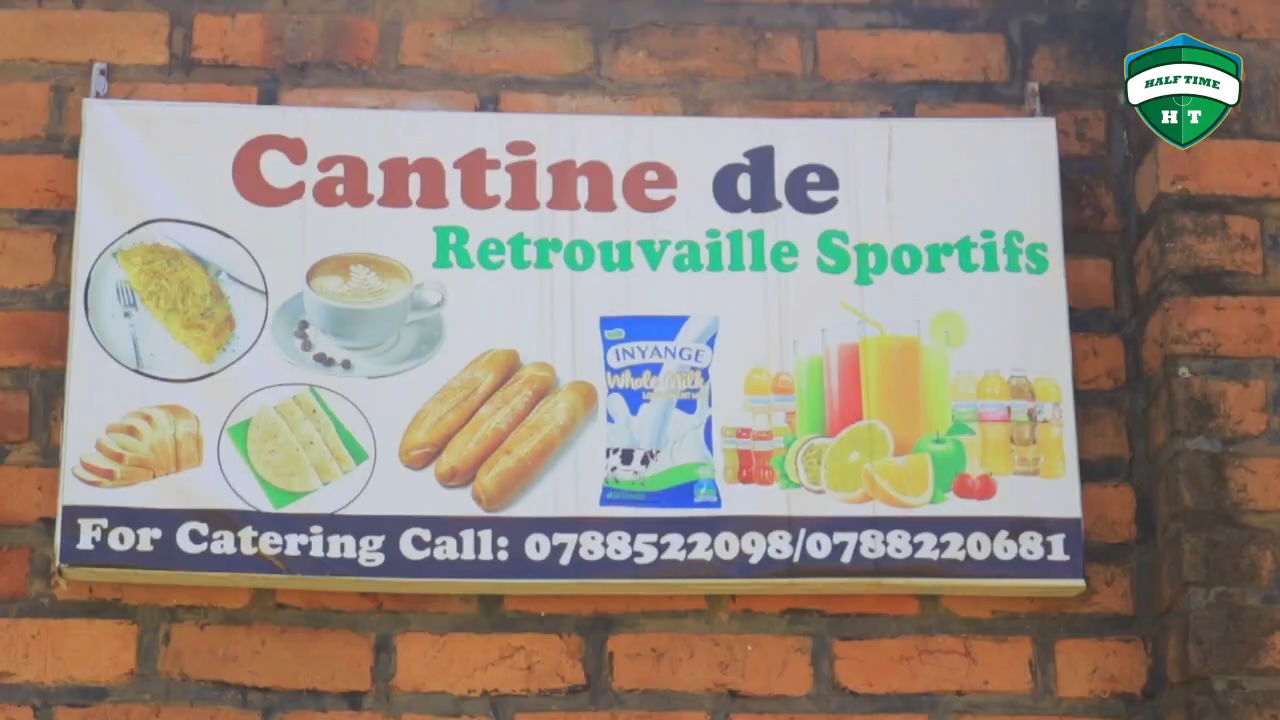 HALF TIME
H T
Cantine de
Retrouvaille Sportifs
INYANGE
Whole Milk
For Catering Call: 0788522098/0788220681